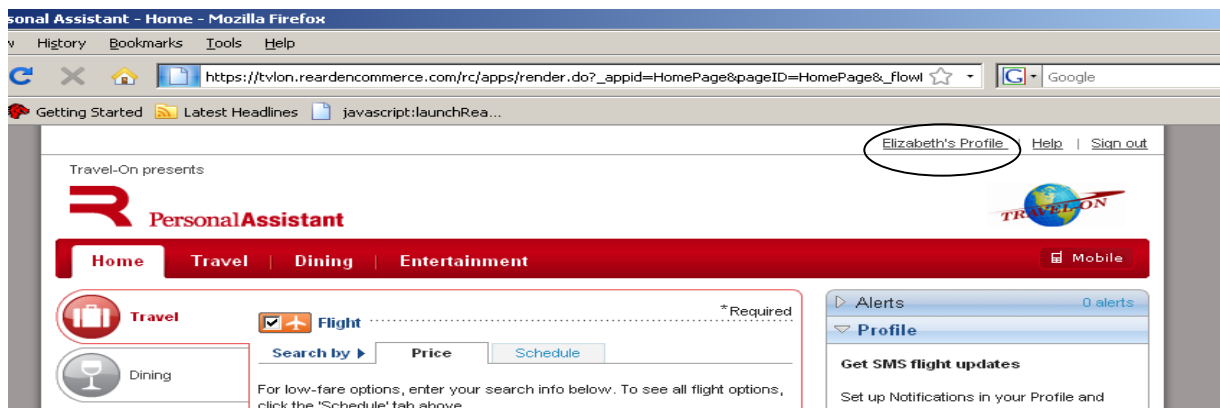 sonal Assistant - Home - Mozilla Firefox
w History Bookmarks Tools Help
https://tvlon.reardencommerce.com/rc/apps/render.do?_appid=HomePage&pageID=HomePage&_flowI G Google
Getting Started Latest Headlines javascript:launchRea...
Elizabeth's Profile | Help | Sign out
Travel-On presents
R PersonalAssistant
TRAVEL-ON
Home Travel | Dining | Entertainment Mobile
Travel
Flight *Required
Search by Price Schedule
Dining
For low-fare options, enter your search info below. To see all flight options,
click the 'Schedule' tab above.
Alerts 0 alerts
Profile
Get SMS flight updates
Set up Notifications in your Profile and